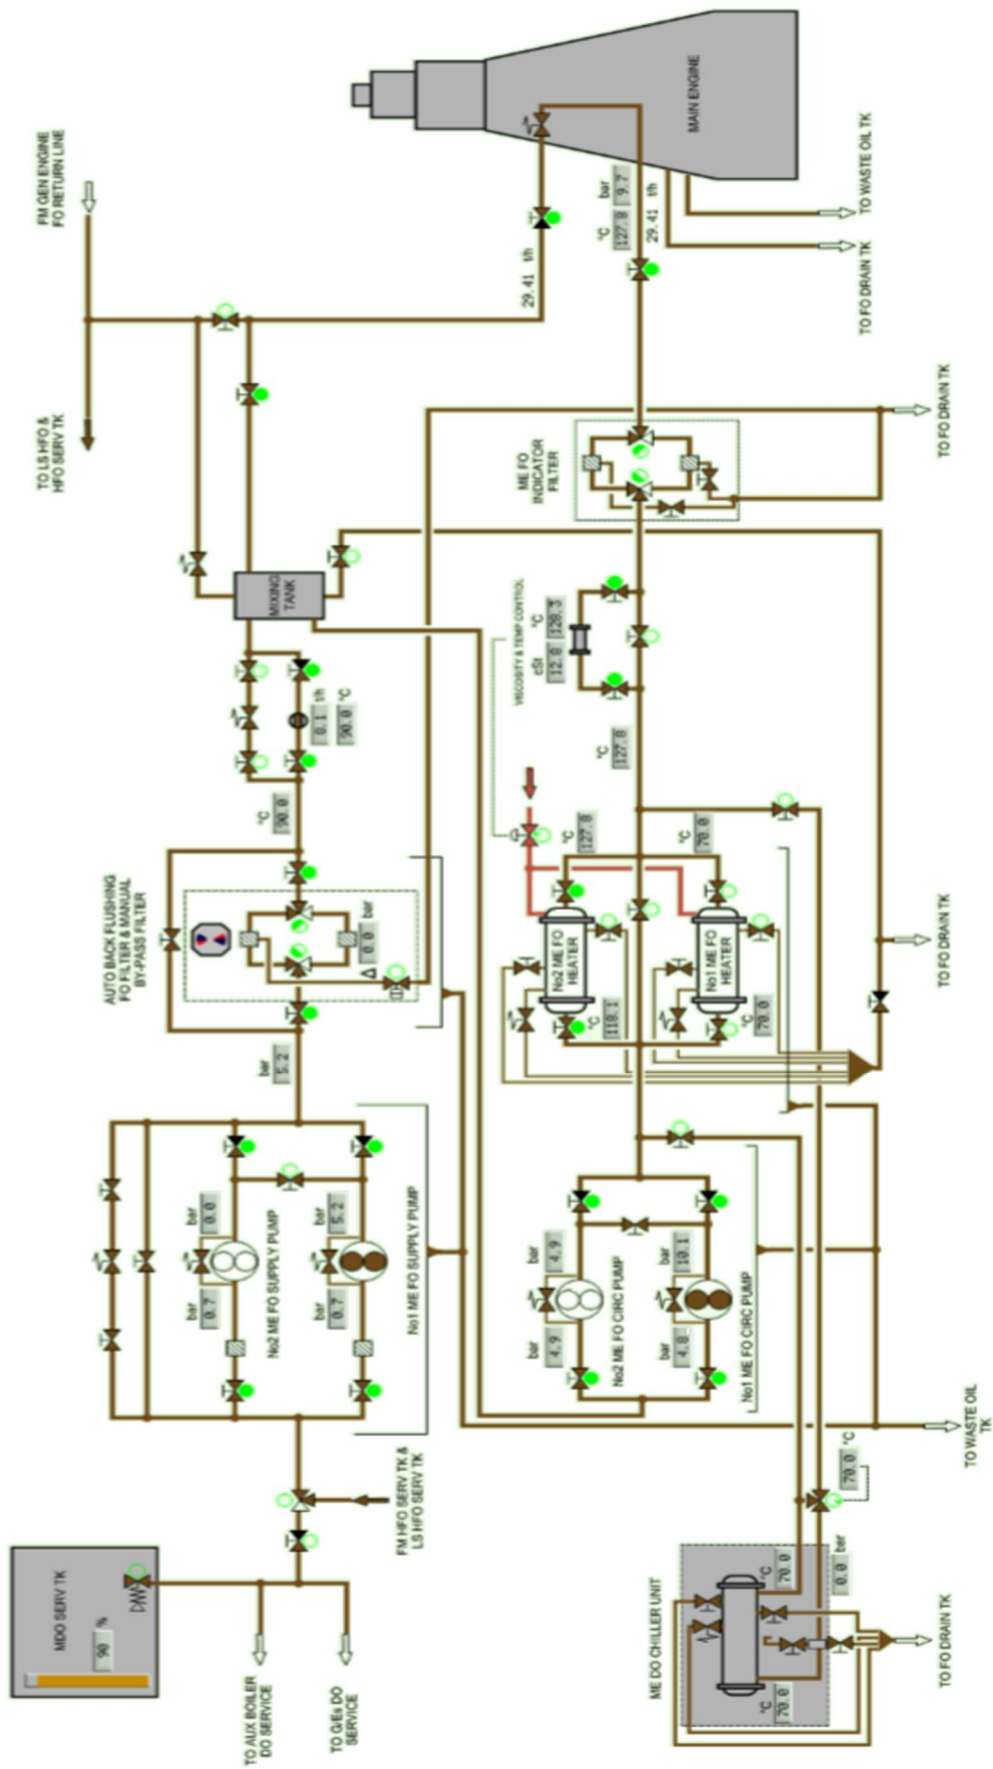 MDO SERV TK
90
%
TO AUX BOILER
DO SERVICE
TO G/Es DO
SERVICE
FM HFO SERV TK &
LS HFO SERV TK
bar
0.7
bar
0.0
No2 ME FO SUPPLY PUMP
bar
0.7
bar
5.2
No1 ME FO SUPPLY PUMP
bar
5.2
AUTO BACK FLUSHING
FO FILTER & MANUAL
BY-PASS FILTER
Δ
0.0
bar
°C
90.0
0.1
t/h
90.0
°C
MIXING
TANK
TO LS HFO &
HFO SERV TK
FM GEN ENGINE
FO RETURN LINE
29.41 t/h
MAIN ENGINE
°C
127.8
bar
9.7
29.41 t/h
TO WASTE OIL TK
TO FO DRAIN TK
TO FO DRAIN TK
ME FO
INDICATOR
FILTER
VISCOSITY & TEMP CONTROL
cSt
12.0
°C
°C
127.8
°C
127.8
°C
70.0
No2 ME FO
HEATER
No1 ME FO
HEATER
°C
118.1
°C
70.0
TO FO DRAIN TK
bar
4.9
bar
4.9
No2 ME FO CIRC PUMP
bar
4.8
bar
10.1
No1 ME FO CIRC PUMP
TO WASTE OIL
TK
70.0
°C
ME DO CHILLER UNIT
°C
70.0
°C
70.0
0.0
bar
TO FO DRAIN TK